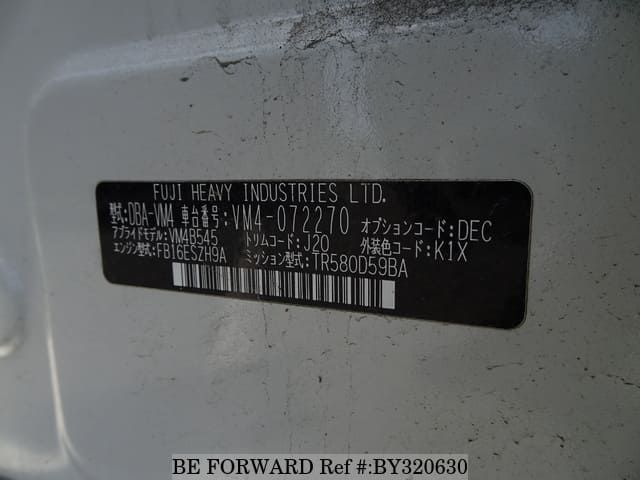 FUJI HEAVY INDUSTRIES LTD.
型式:DBA-VM4 車台番号:VM4-072270 オプションコード:DEC
アプライドモデル:VM4B545 トリムコード:J20 外装色コード:K1X
エンジン型式:FB16ESZH9A ミッション型式:TR580D59BA
BE FORWARD Ref #:BY320630